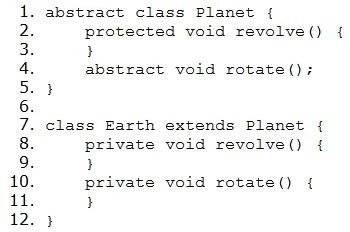 1. abstract class Planet {
2.     protected void revolve() {
3.     }
4.     abstract void rotate();
5. }
6.
7. class Earth extends Planet {
8.     private void revolve() {
9.     }
10.     private void rotate() {
11.     }
12. }